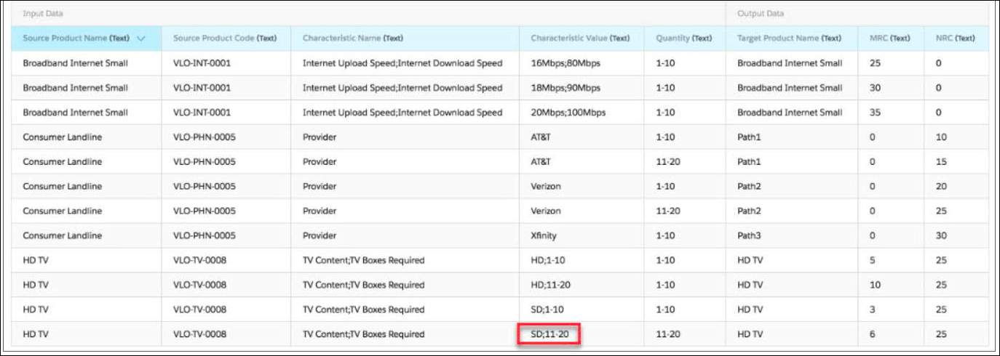 Input Data Output Data
Source Product Name (Text) Source Product Code (Text) Characteristic Name (Text) Characteristic Value (Text) Quantity (Text) Target Product Name (Text) MRC (Text) NRC (Text)
Broadband Internet Small VLO-INT-0001 Internet Upload Speed;Internet Download Speed 16Mbps;80Mbps 1-10 Broadband Internet Small 25 0
Broadband Internet Small VLO-INT-0001 Internet Upload Speed;Internet Download Speed 18Mbps;90Mbps 1-10 Broadband Internet Small 30 0
Broadband Internet Small VLO-INT-0001 Internet Upload Speed;Internet Download Speed 20Mbps;100Mbps 1-10 Broadband Internet Small 35 0
Consumer Landline VLO-PHN-0005 Provider AT&T 1-10 Path1 0 10
Consumer Landline VLO-PHN-0005 Provider AT&T 11-20 Path1 0 15
Consumer Landline VLO-PHN-0005 Provider Verizon 1-10 Path2 0 20
Consumer Landline VLO-PHN-0005 Provider Verizon 11-20 Path2 0 25
Consumer Landline VLO-PHN-0005 Provider Xfinity 1-10 Path3 0 30
HD TV VLO-TV-0008 TV Content;TV Boxes Required HD;1-10 1-10 HD TV 5 25
HD TV VLO-TV-0008 TV Content;TV Boxes Required HD;11-20 1-10 HD TV 10 25
HD TV VLO-TV-0008 TV Content;TV Boxes Required SD;1-10 1-10 HD TV 3 25
HD TV VLO-TV-0008 TV Content;TV Boxes Required SD;11-20 11-20 HD TV 6 25